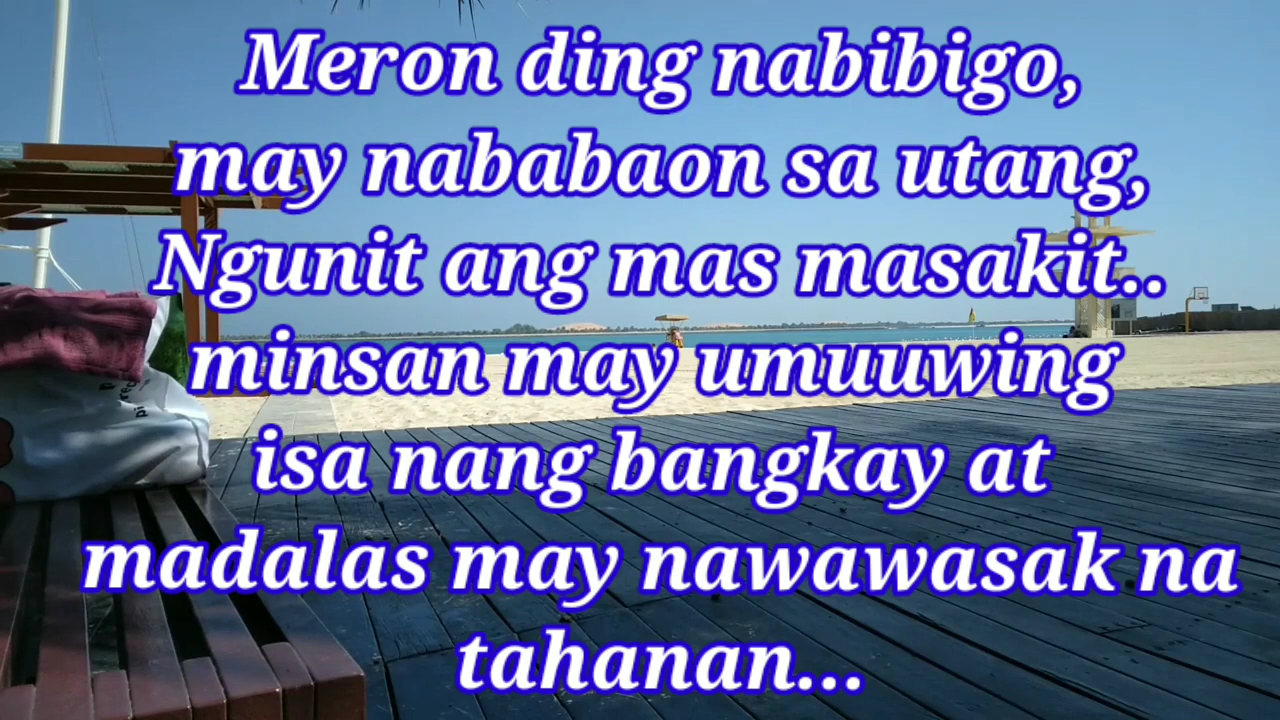 Meron ding nabibigo,
may nababaon sa utang,
Ngunit ang mas masakit..
minsan may umuuwing
isa nang bangkay at
madalas may nawawasak na
tahanan...